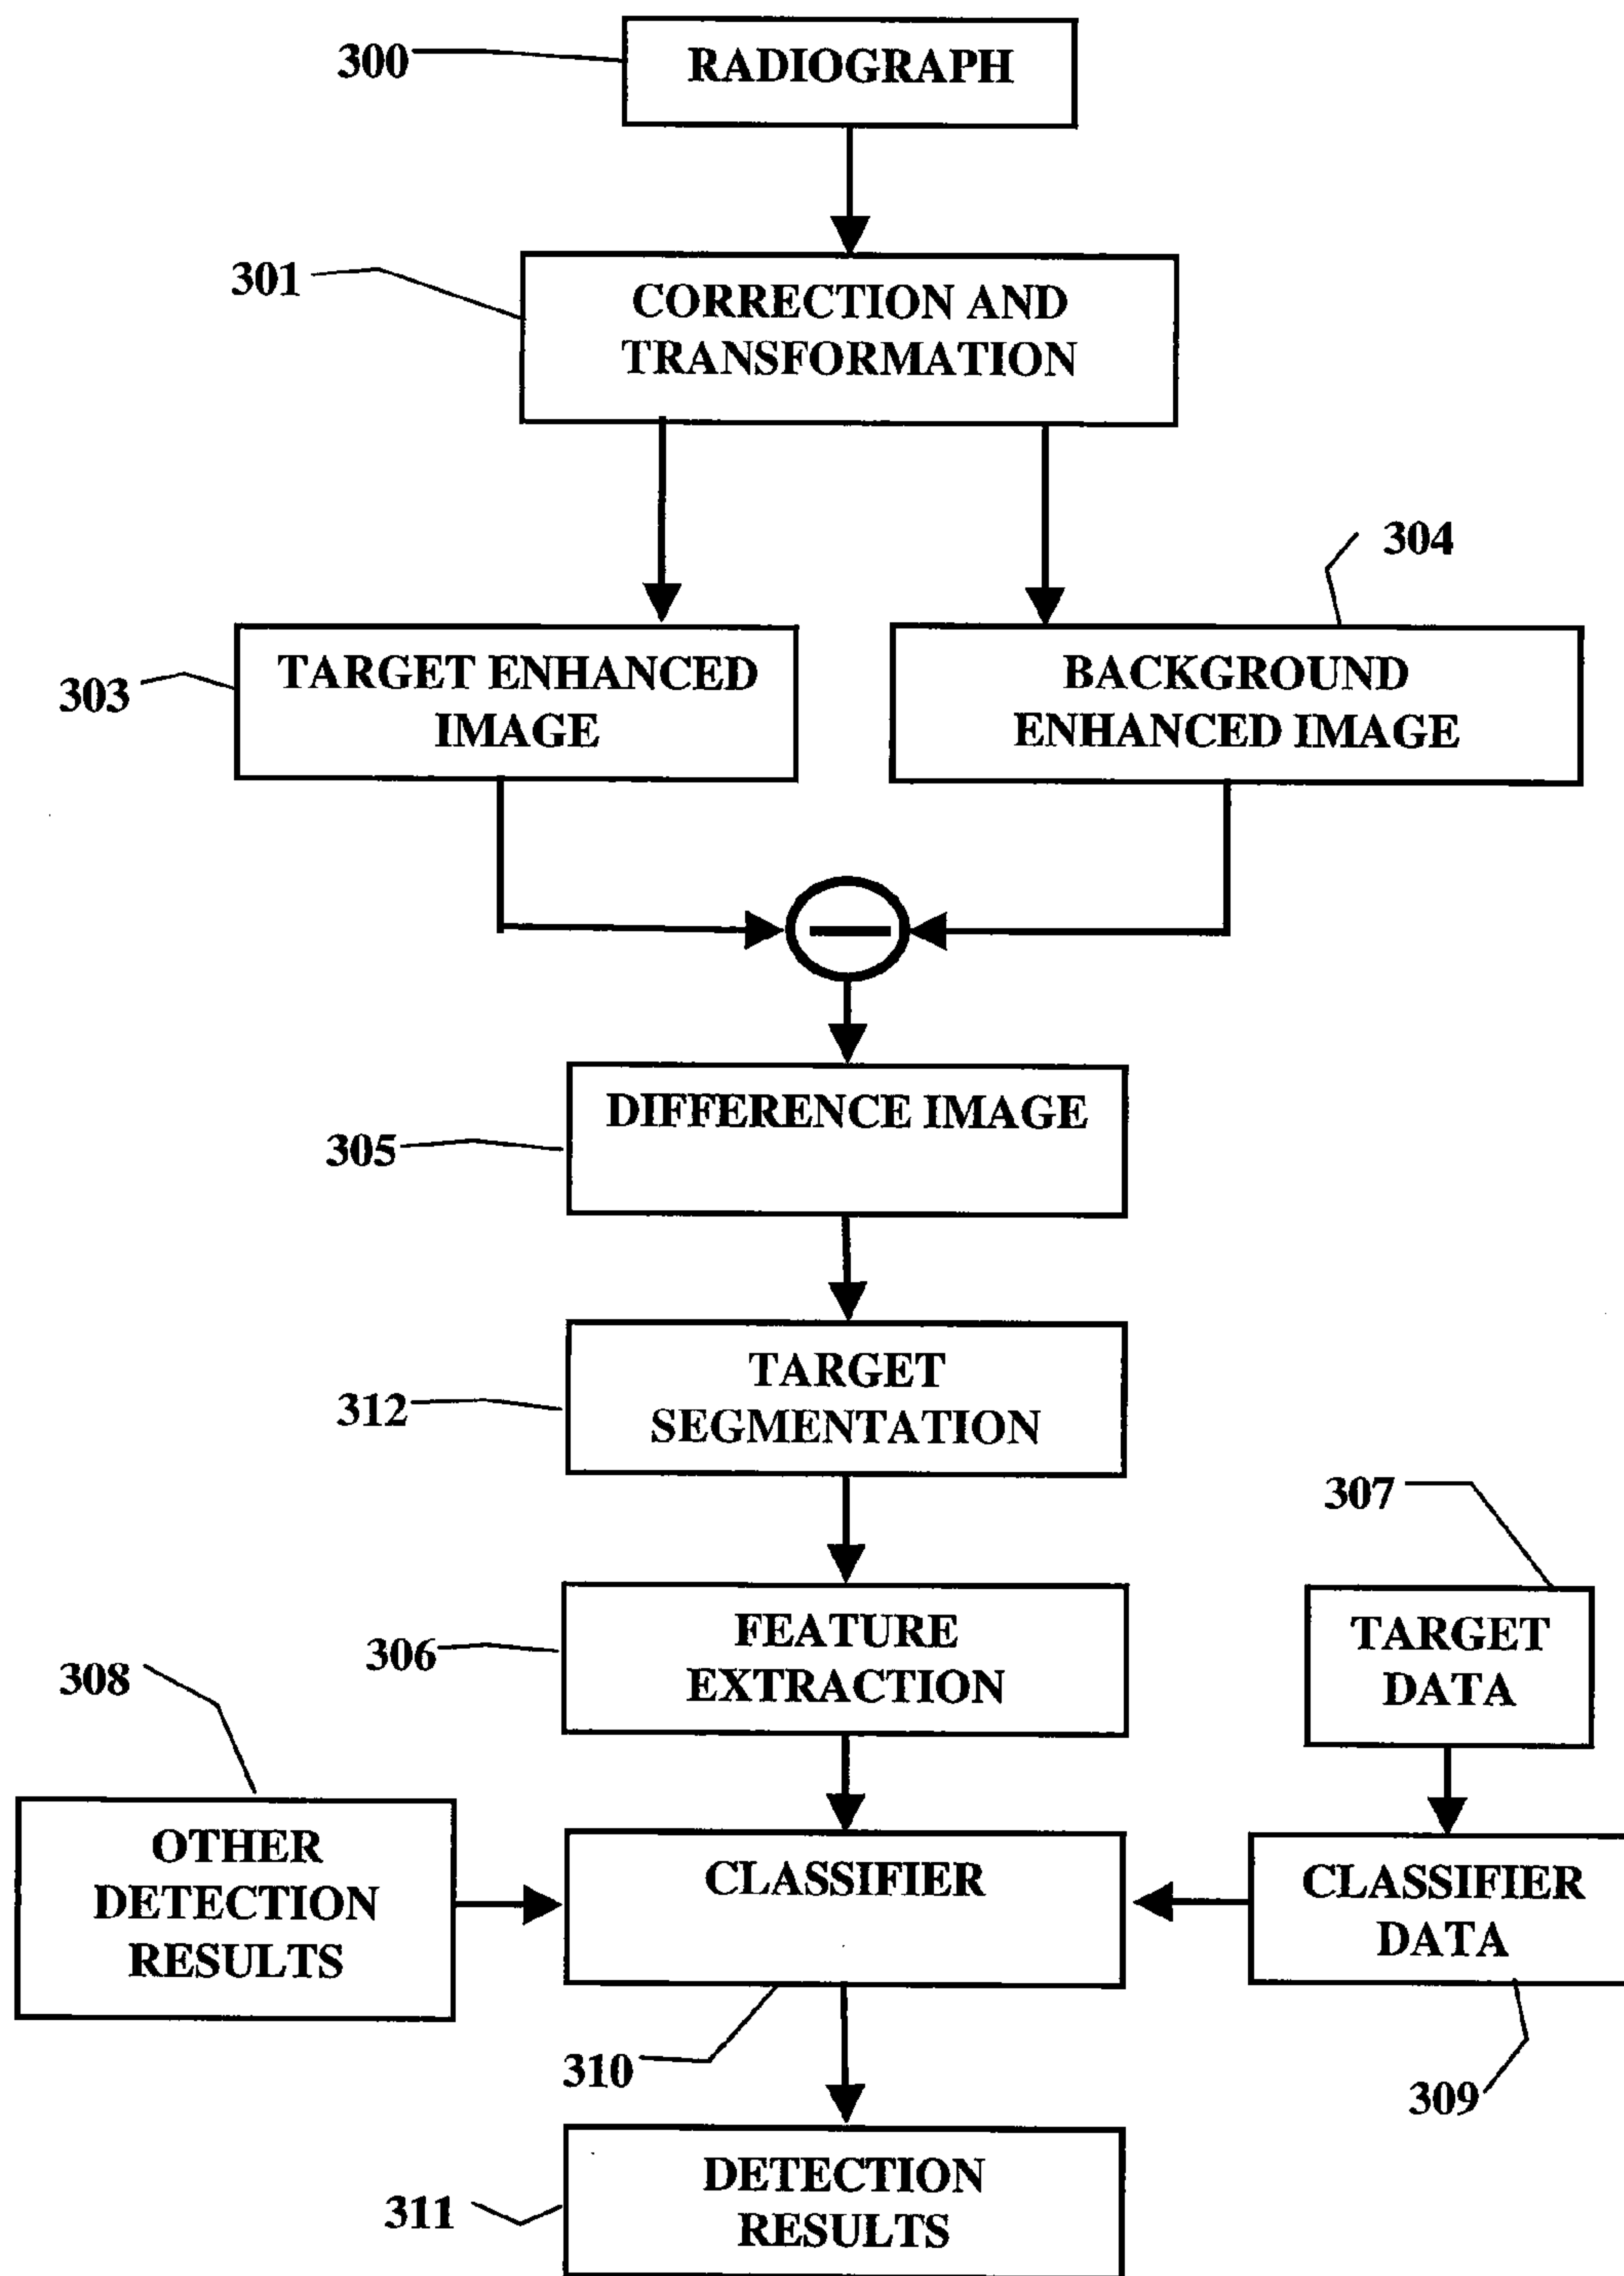 300
RADIOGRAPH
301
CORRECTION AND
TRANSFORMATION
304
303
TARGET ENHANCED
IMAGE
BACKGROUND
ENHANCED IMAGE
DIFFERENCE IMAGE
305
TARGET
SEGMENTATION
312
307
FEATURE
EXTRACTION
306
TARGET
DATA
308
OTHER
DETECTION
RESULTS
CLASSIFIER
CLASSIFIER
DATA
310
309
DETECTION
RESULTS
311